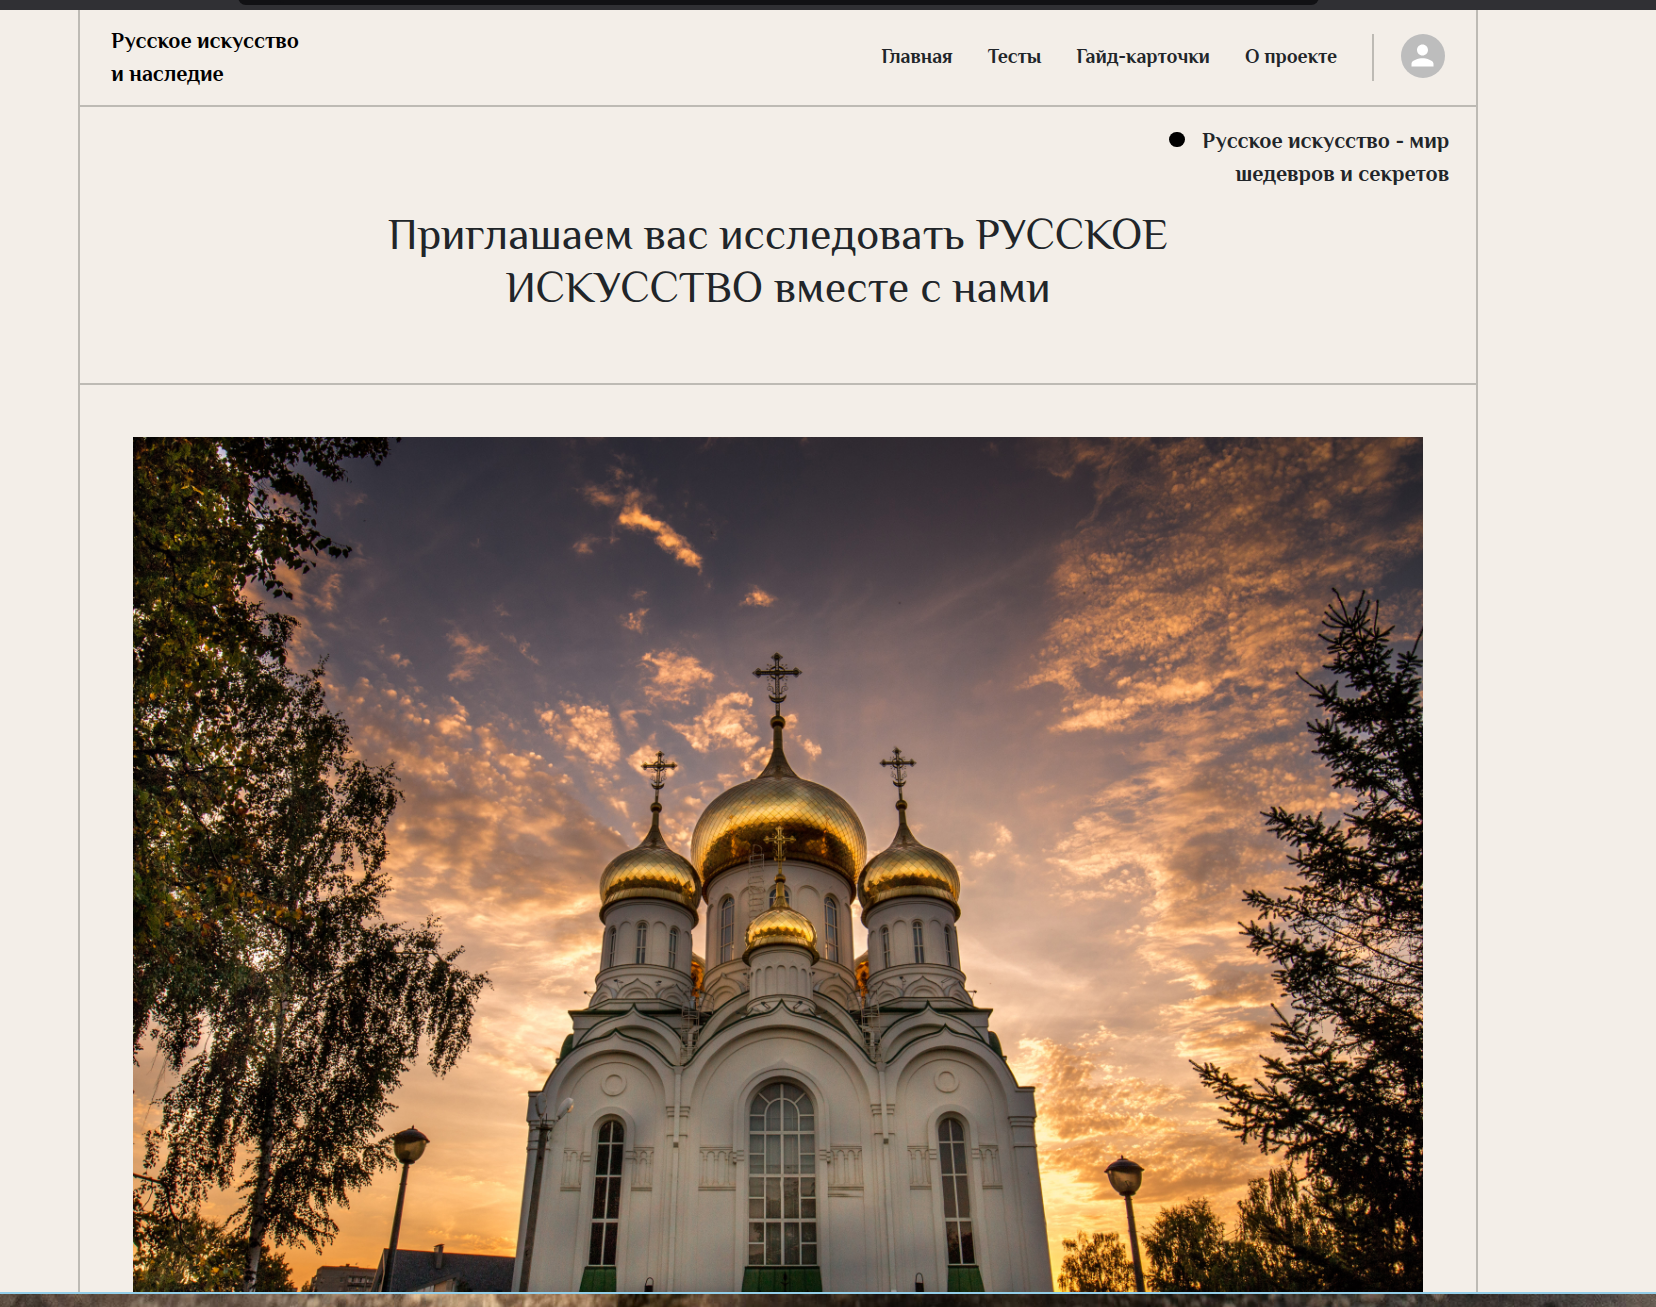 Русское искусство
и наследие
Главная Тесты Гайд-карточки О проекте
Русское искусство - мир
шедевров и секретов
Приглашаем вас исследовать РУССКОЕ
ИСКУССТВО вместе с нами